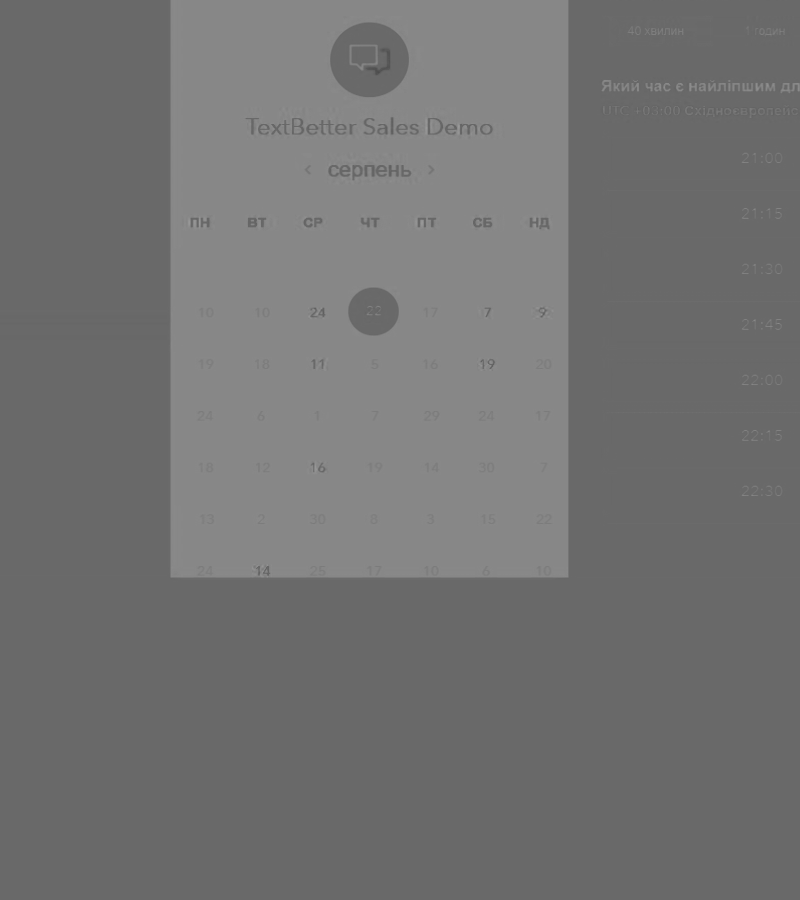 40 хвилин 1 годин
TextBetter Sales Demo
‹ серпень ›
ПН ВТ СР ЧТ ПТ СБ НД
10 10 24 22 17 7 9
19 18 11 5 16 19 20
24 6 1 7 29 24 17
18 12 16 19 14 30 7
13 2 30 8 3 15 22
24 14 25 17 10 6 10
Який час є найліпшим дл
UTC +03:00 Східноєвропейс
21:00
21:15
21:30
21:45
22:00
22:15
22:30